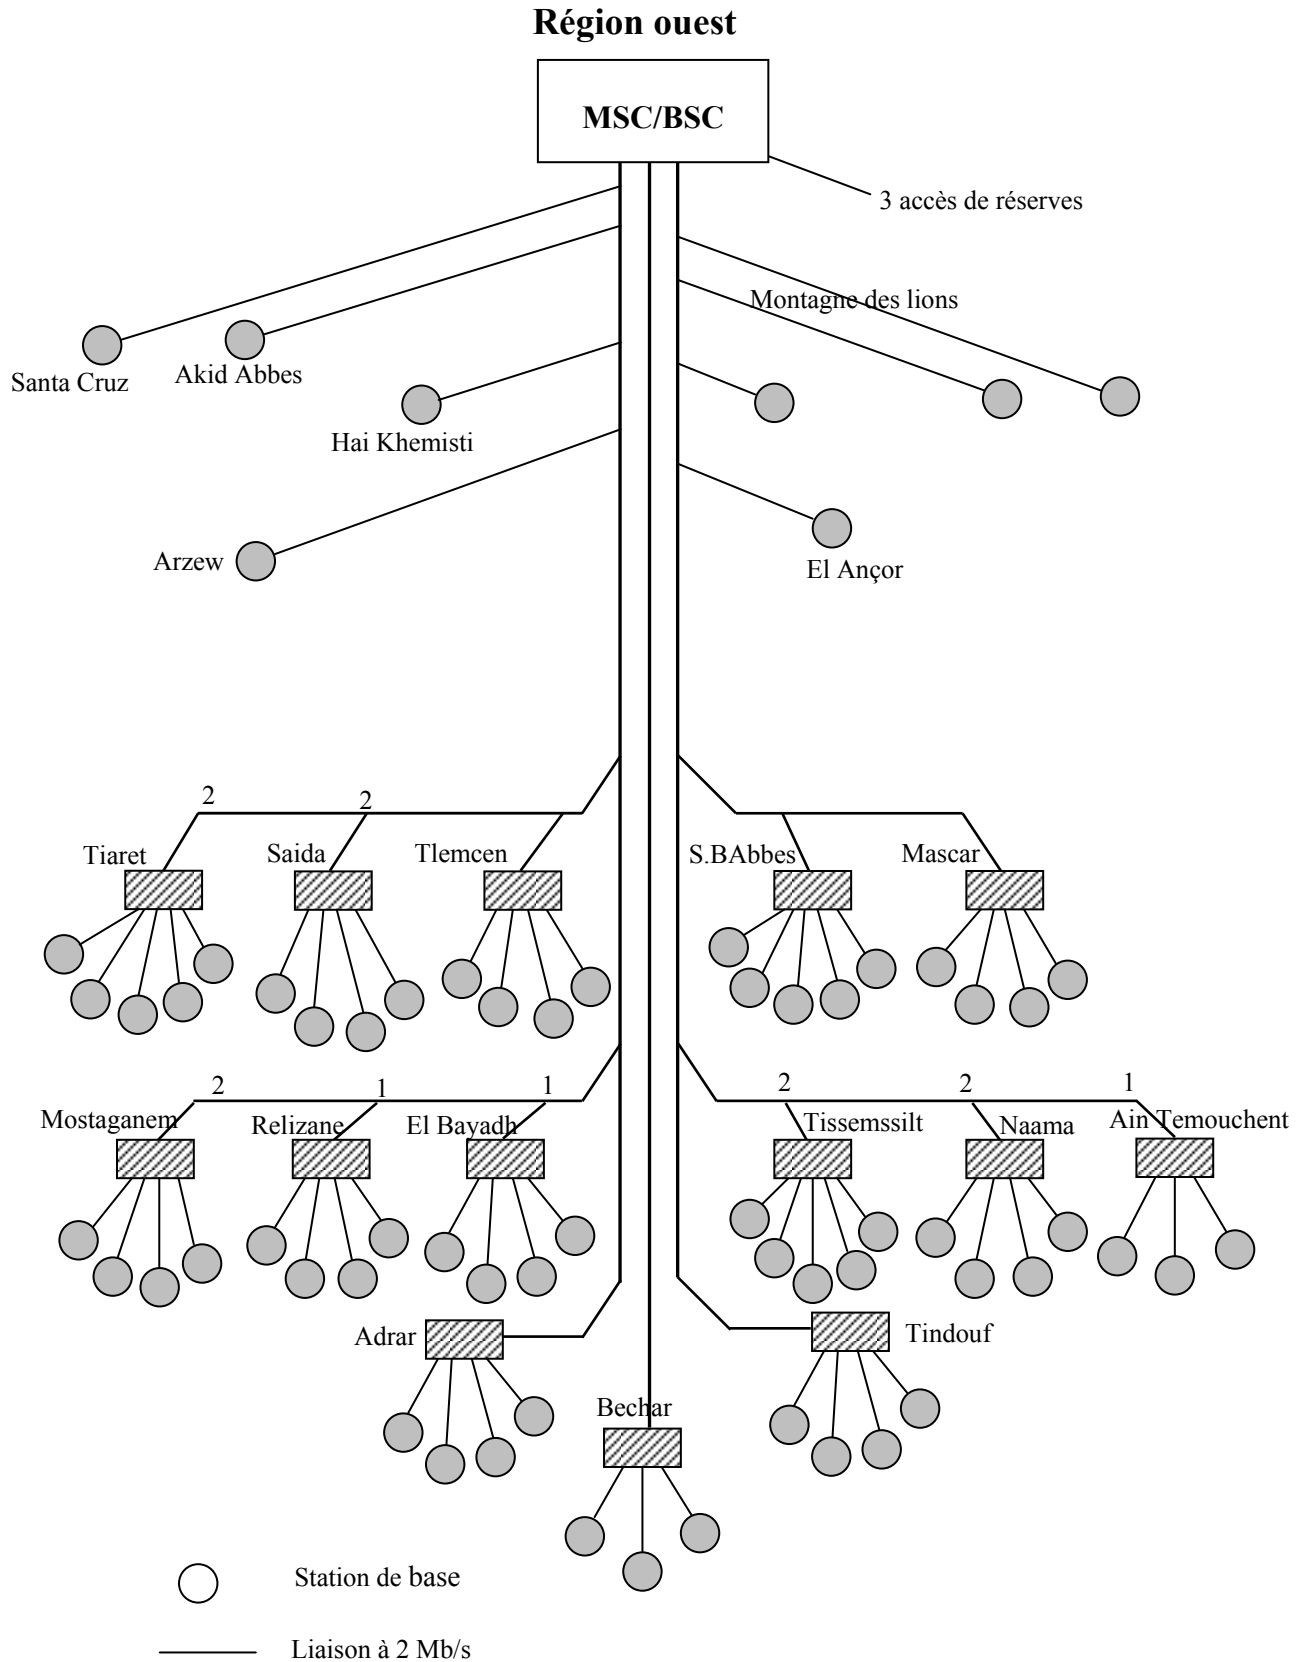 Région ouest
MSC/BSC
3 accès de réserves
Montagne des lions
Santa Cruz
Akid Abbes
Hai Khemisti
Arzew
El Ançor
2
2
Tiaret
Saida
Tlemcen
S.BAbbes
Mascar
2
1
1
2
2
1
Mostaganem
Relizane
El Bayadh
Tissemssilt
Naama
Ain Temouchent
Adrar
Tindouf
Bechar
Station de base
Liaison à 2 Mb/s